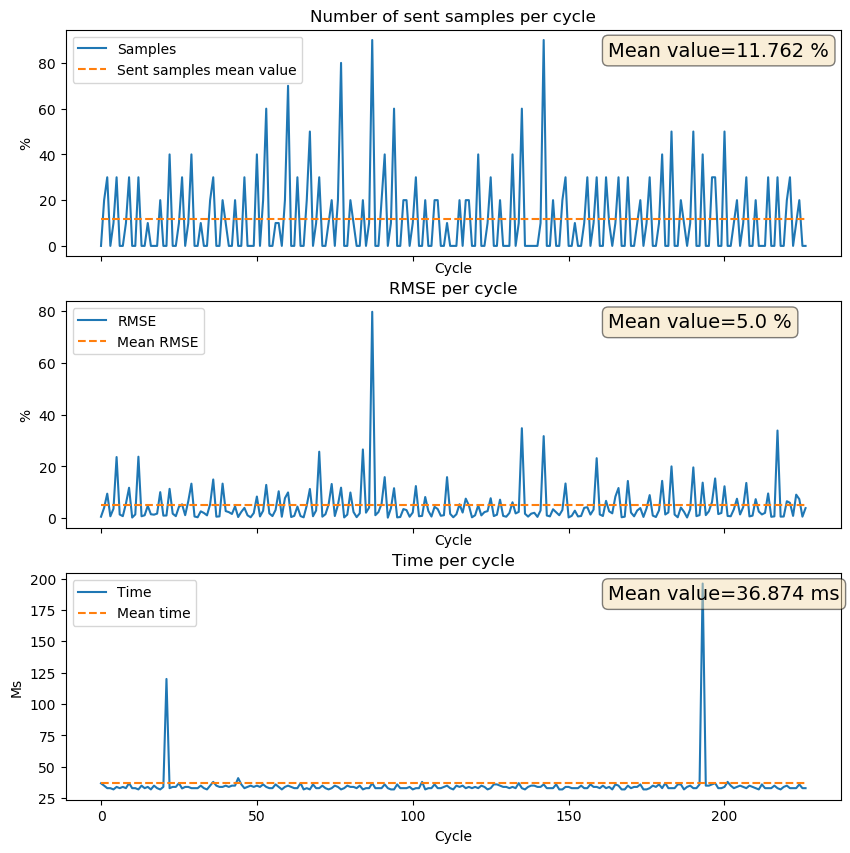 Number of sent samples per cycle
Samples
Sent samples mean value
Mean value=11.762 %
80
60
40
20
0
%
Cycle
RMSE per cycle
RMSE
Mean RMSE
Mean value=5.0 %
80
60
40
20
0
%
Cycle
Time per cycle
Time
Mean time
Mean value=36.874 ms
200
175
150
125
100
75
50
25
Ms
0
50
100
150
200
Cycle